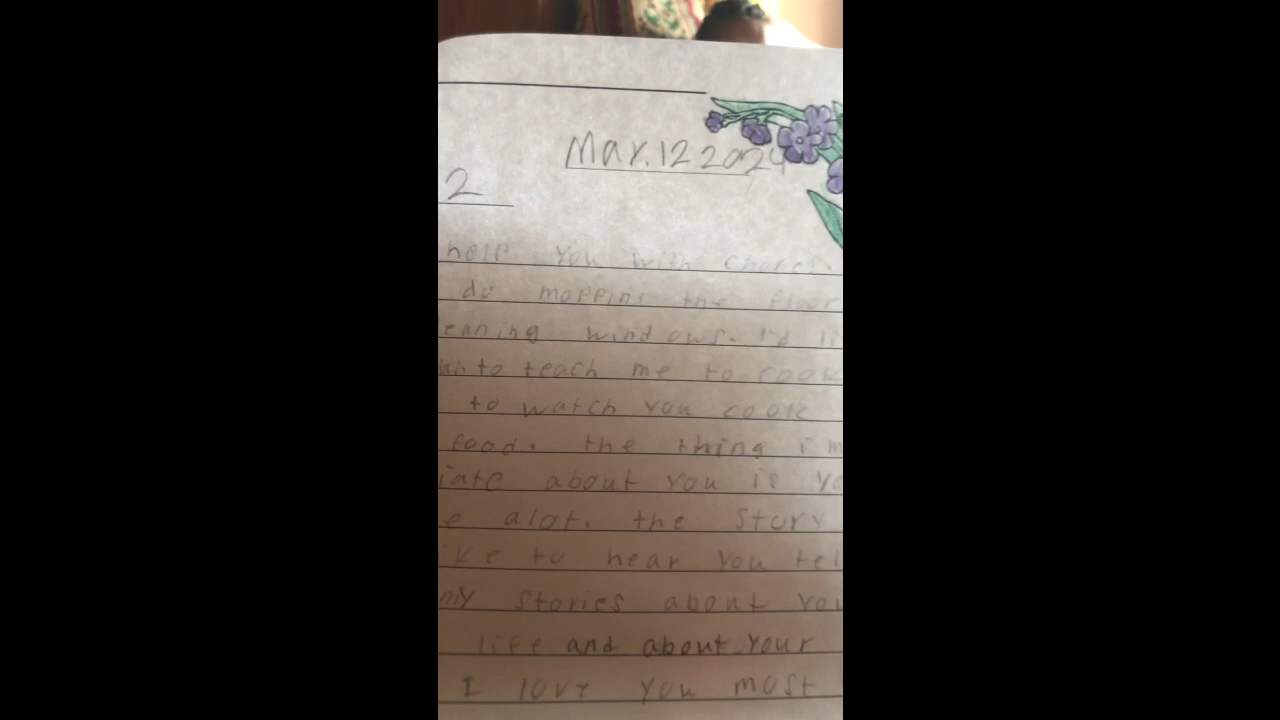 Mar. 12 2024
2
help you with chores.
do mopping the floor
eaning windows. I'd li
to teach me to cook
to watch you cook
food. the thing i m
iate about you is yo
e alot. the story
ike to hear you tel
my stories about you
life and about your
I love you most